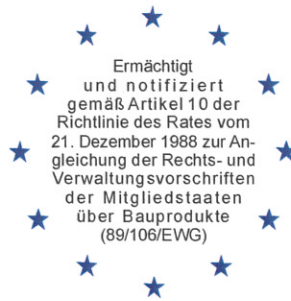 Ermächtigt
und notifiziert
gemäß Artikel 10 der
Richtlinie des Rates vom
21. Dezember 1988 zur An-
gleichung der Rechts- und
Verwaltungsvorschriften
der Mitgliedstaaten
über Bauprodukte
(89/106/EWG)